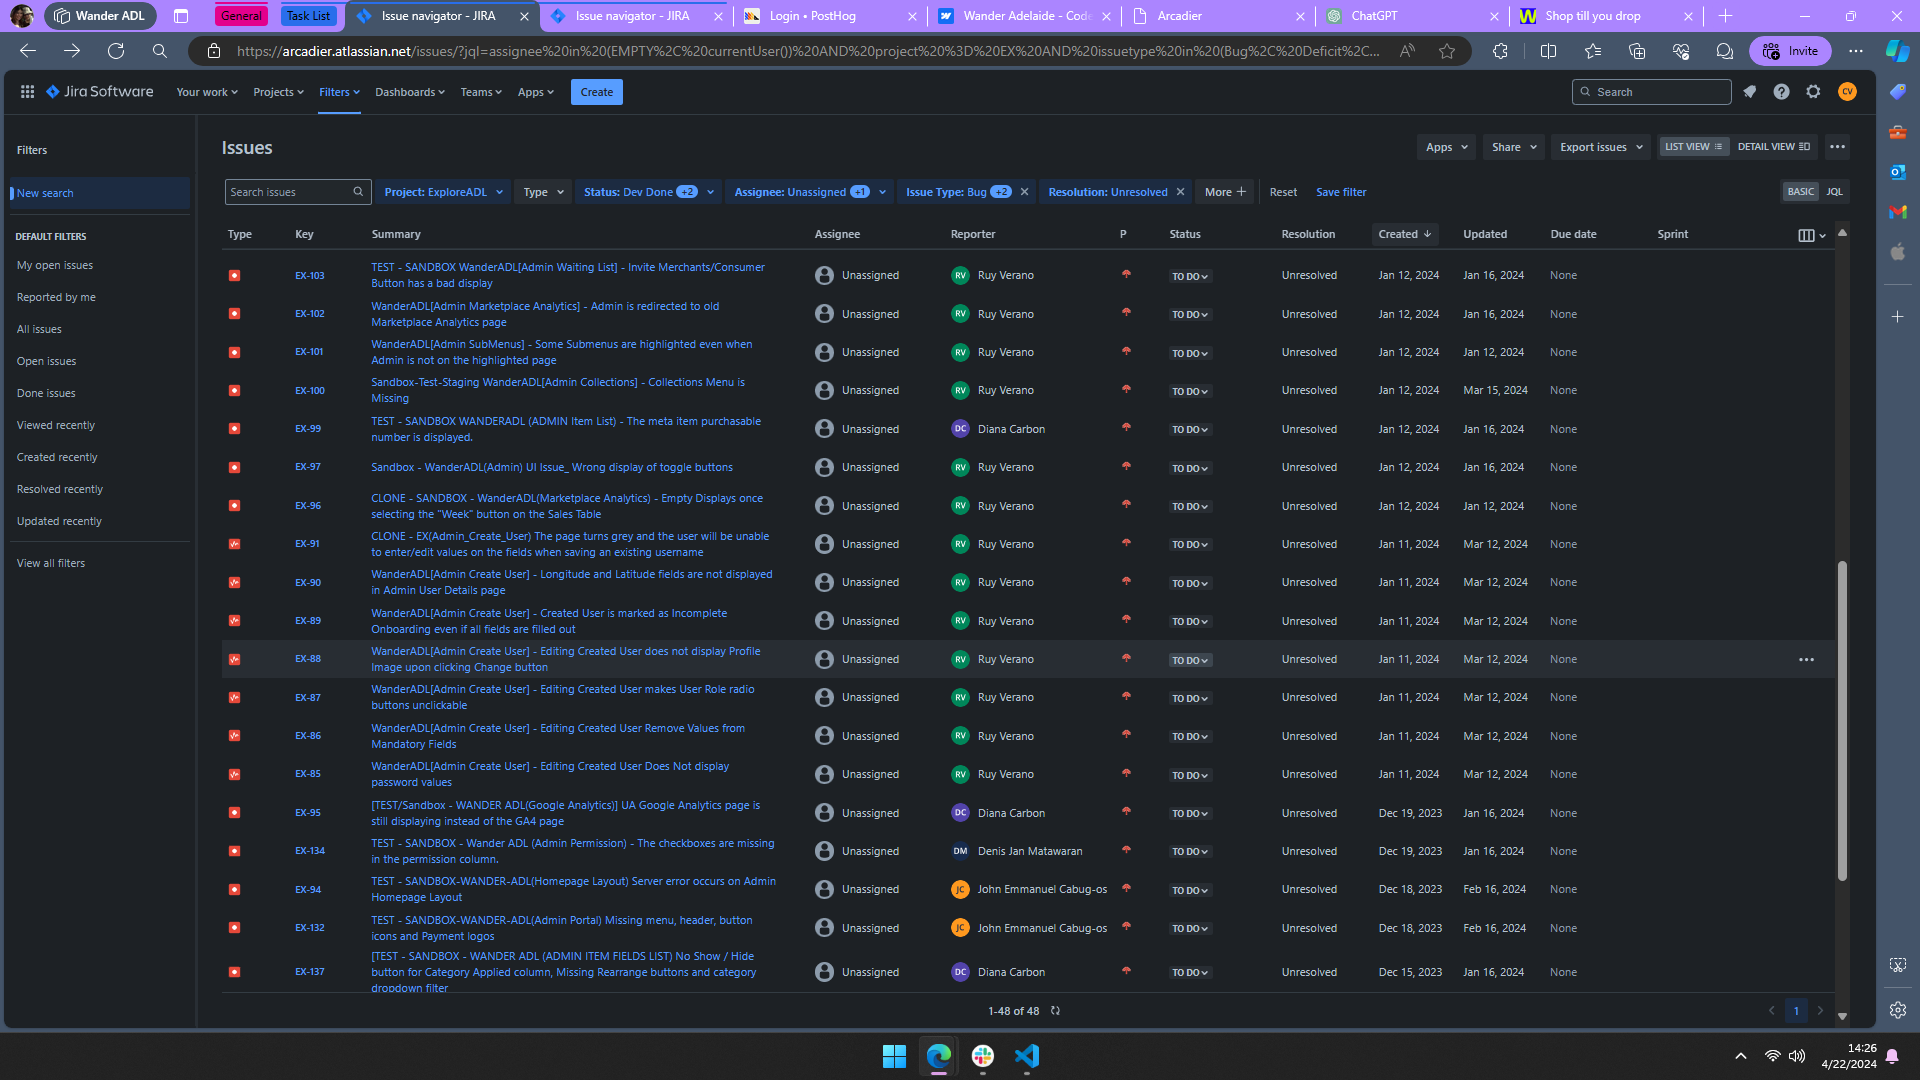 Wander ADL
General
Task List
Issue navigator - JIRA
Issue navigator - JIRA
Login • PostHog
Wander Adelaide - Code
Arcadier
ChatGPT
Shop till you drop
https://arcadier.atlassian.net/issues/?jql=assignee%20in%20(EMPTY%2C%20currentUser())%20AND%20project%20%3D%20EX%20AND%20issuetype%20in%20(Bug%2C%20Deficit%2C...
Invite
Jira Software
Your work
Projects
Filters
Dashboards
Teams
Apps
Create
Search
CV
Filters
New search
DEFAULT FILTERS
My open issues
Reported by me
All issues
Open issues
Done issues
Viewed recently
Created recently
Resolved recently
Updated recently
View all filters
Issues
Apps
Share
Export issues
LIST VIEW
DETAIL VIEW
Search issues
Project: ExploreADL
Type
Status: Dev Done +2
Assignee: Unassigned +1
Issue Type: Bug +2
Resolution: Unresolved
More +
Reset
Save filter
BASIC
JQL
Type Key Summary Assignee Reporter P Status Resolution Created Updated Due date Sprint
EX-103 TEST - SANDBOX WanderADL[Admin Waiting List] - Invite Merchants/Consumer
Button has a bad display
Unassigned RV Ruy Verano TO DO Unresolved Jan 12, 2024 Jan 16, 2024 None
EX-102 WanderADL[Admin Marketplace Analytics] - Admin is redirected to old
Marketplace Analytics page
Unassigned RV Ruy Verano TO DO Unresolved Jan 12, 2024 Jan 16, 2024 None
EX-101 WanderADL[Admin SubMenus] - Some Submenus are highlighted even when
Admin is not on the highlighted page
Unassigned RV Ruy Verano TO DO Unresolved Jan 12, 2024 Jan 12, 2024 None
EX-100 Sandbox-Test-Staging WanderADL[Admin Collections] - Collections Menu is
Missing
Unassigned RV Ruy Verano TO DO Unresolved Jan 12, 2024 Mar 15, 2024 None
EX-99 TEST - SANDBOX WANDERADL (ADMIN Item List) - The meta item purchasable
number is displayed.
Unassigned DC Diana Carbon TO DO Unresolved Jan 12, 2024 Jan 16, 2024 None
EX-97 Sandbox - WanderADL(Admin) UI Issue_ Wrong display of toggle buttons
Unassigned RV Ruy Verano TO DO Unresolved Jan 12, 2024 Jan 16, 2024 None
EX-96 CLONE - SANDBOX - WanderADL(Marketplace Analytics) - Empty Displays once
selecting the "Week" button on the Sales Table
Unassigned RV Ruy Verano TO DO Unresolved Jan 12, 2024 Jan 12, 2024 None
EX-91 CLONE - EX(Admin_Create_User) The page turns grey and the user will be unable
to enter/edit values on the fields when saving an existing username
Unassigned RV Ruy Verano TO DO Unresolved Jan 11, 2024 Mar 12, 2024 None
EX-90 WanderADL[Admin Create User] - Longitude and Latitude fields are not displayed
in Admin User Details page
Unassigned RV Ruy Verano TO DO Unresolved Jan 11, 2024 Mar 12, 2024 None
EX-89 WanderADL[Admin Create User] - Created User is marked as Incomplete
Onboarding even if all fields are filled out
Unassigned RV Ruy Verano TO DO Unresolved Jan 11, 2024 Mar 12, 2024 None
EX-88 WanderADL[Admin Create User] - Editing Created User does not display Profile
Image upon clicking Change button
Unassigned RV Ruy Verano TO DO Unresolved Jan 11, 2024 Mar 12, 2024 None
EX-87 WanderADL[Admin Create User] - Editing Created User makes User Role radio
buttons unclickable
Unassigned RV Ruy Verano TO DO Unresolved Jan 11, 2024 Mar 12, 2024 None
EX-86 WanderADL[Admin Create User] - Editing Created User Remove Values from
Mandatory Fields
Unassigned RV Ruy Verano TO DO Unresolved Jan 11, 2024 Mar 12, 2024 None
EX-85 WanderADL[Admin Create User] - Editing Created User Does Not display
password values
Unassigned RV Ruy Verano TO DO Unresolved Jan 11, 2024 Mar 12, 2024 None
EX-95 [TEST/Sandbox - WANDER ADL(Google Analytics)] UA Google Analytics page is
still displaying instead of the GA4 page
Unassigned DC Diana Carbon TO DO Unresolved Dec 19, 2023 Jan 16, 2024 None
EX-134 TEST - SANDBOX - Wander ADL (Admin Permission) - The checkboxes are missing
in the permission column.
Unassigned DM Denis Jan Matawaran TO DO Unresolved Dec 19, 2023 Jan 16, 2024 None
EX-94 TEST - SANDBOX-WANDER-ADL(Homepage Layout) Server error occurs on Admin
Homepage Layout
Unassigned JC John Emmanuel Cabug-os TO DO Unresolved Dec 18, 2023 Feb 16, 2024 None
EX-132 TEST - SANDBOX-WANDER-ADL(Admin Portal) Missing menu, header, button
icons and Payment logos
Unassigned JC John Emmanuel Cabug-os TO DO Unresolved Dec 18, 2023 Feb 16, 2024 None
EX-137 [TEST - SANDBOX - WANDER ADL (ADMIN ITEM FIELDS LIST) No Show / Hide
button for Category Applied column, Missing Rearrange buttons and category
dropdown filter
Unassigned DC Diana Carbon TO DO Unresolved Dec 15, 2023 Jan 16, 2024 None
1-48 of 48
1
14:26
4/22/2024